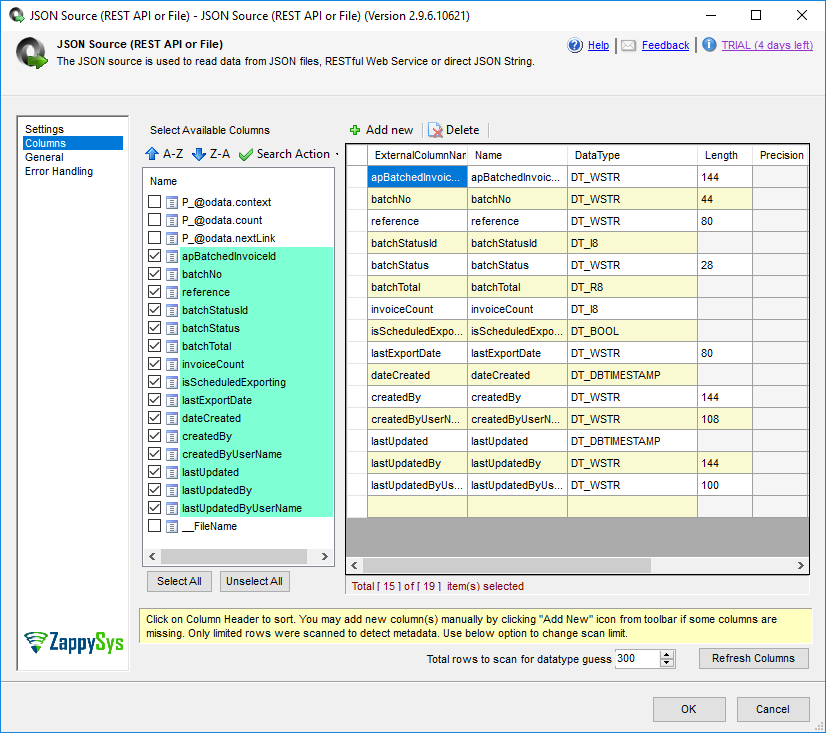 JSON Source (REST API or File) - JSON Source (REST API or File) (Version 2.9.6.10621)
JSON Source (REST API or File)
The JSON source is used to read data from JSON files, RESTful Web Service or direct JSON String.
Help
Feedback
TRIAL (4 days left)
Settings
Columns
General
Error Handling
Select Available Columns
A-Z Z-A Search Action
Name
P_@odata.context
P_@odata.count
P_@odata.nextLink
apBatchedInvoiceId
batchNo
reference
batchStatusId
batchStatus
batchTotal
invoiceCount
isScheduledExporting
lastExportDate
dateCreated
createdBy
createdByUserName
lastUpdated
lastUpdatedBy
lastUpdatedByUserName
__FileName
Select All Unselect All
Add new Delete
ExternalColumnNar Name DataType Length Precision
apBatchedInvoic... apBatchedInvoic... DT_WSTR 144
batchNo batchNo DT_WSTR 44
reference reference DT_WSTR 80
batchStatusId batchStatusId DT_I8
batchStatus batchStatus DT_WSTR 28
batchTotal batchTotal DT_R8
invoiceCount invoiceCount DT_I8
isScheduledExpo... isScheduledExpo... DT_BOOL
lastExportDate lastExportDate DT_WSTR 80
dateCreated dateCreated DT_DBTIMESTAMP
createdBy createdBy DT_WSTR 144
createdByUserN... createdByUserN... DT_WSTR 108
lastUpdated lastUpdated DT_DBTIMESTAMP
lastUpdatedBy lastUpdatedBy DT_WSTR 144
lastUpdatedByUs... lastUpdatedByUs... DT_WSTR 100
Total [ 15 ] of [ 19 ] item(s) selected
Click on Column Header to sort. You may add new column(s) manually by clicking "Add New" icon from toolbar if some columns are
missing. Only limited rows were scanned to detect metadata. Use below option to change scan limit.
ZappySys
Total rows to scan for datatype guess 300 Refresh Columns
OK Cancel